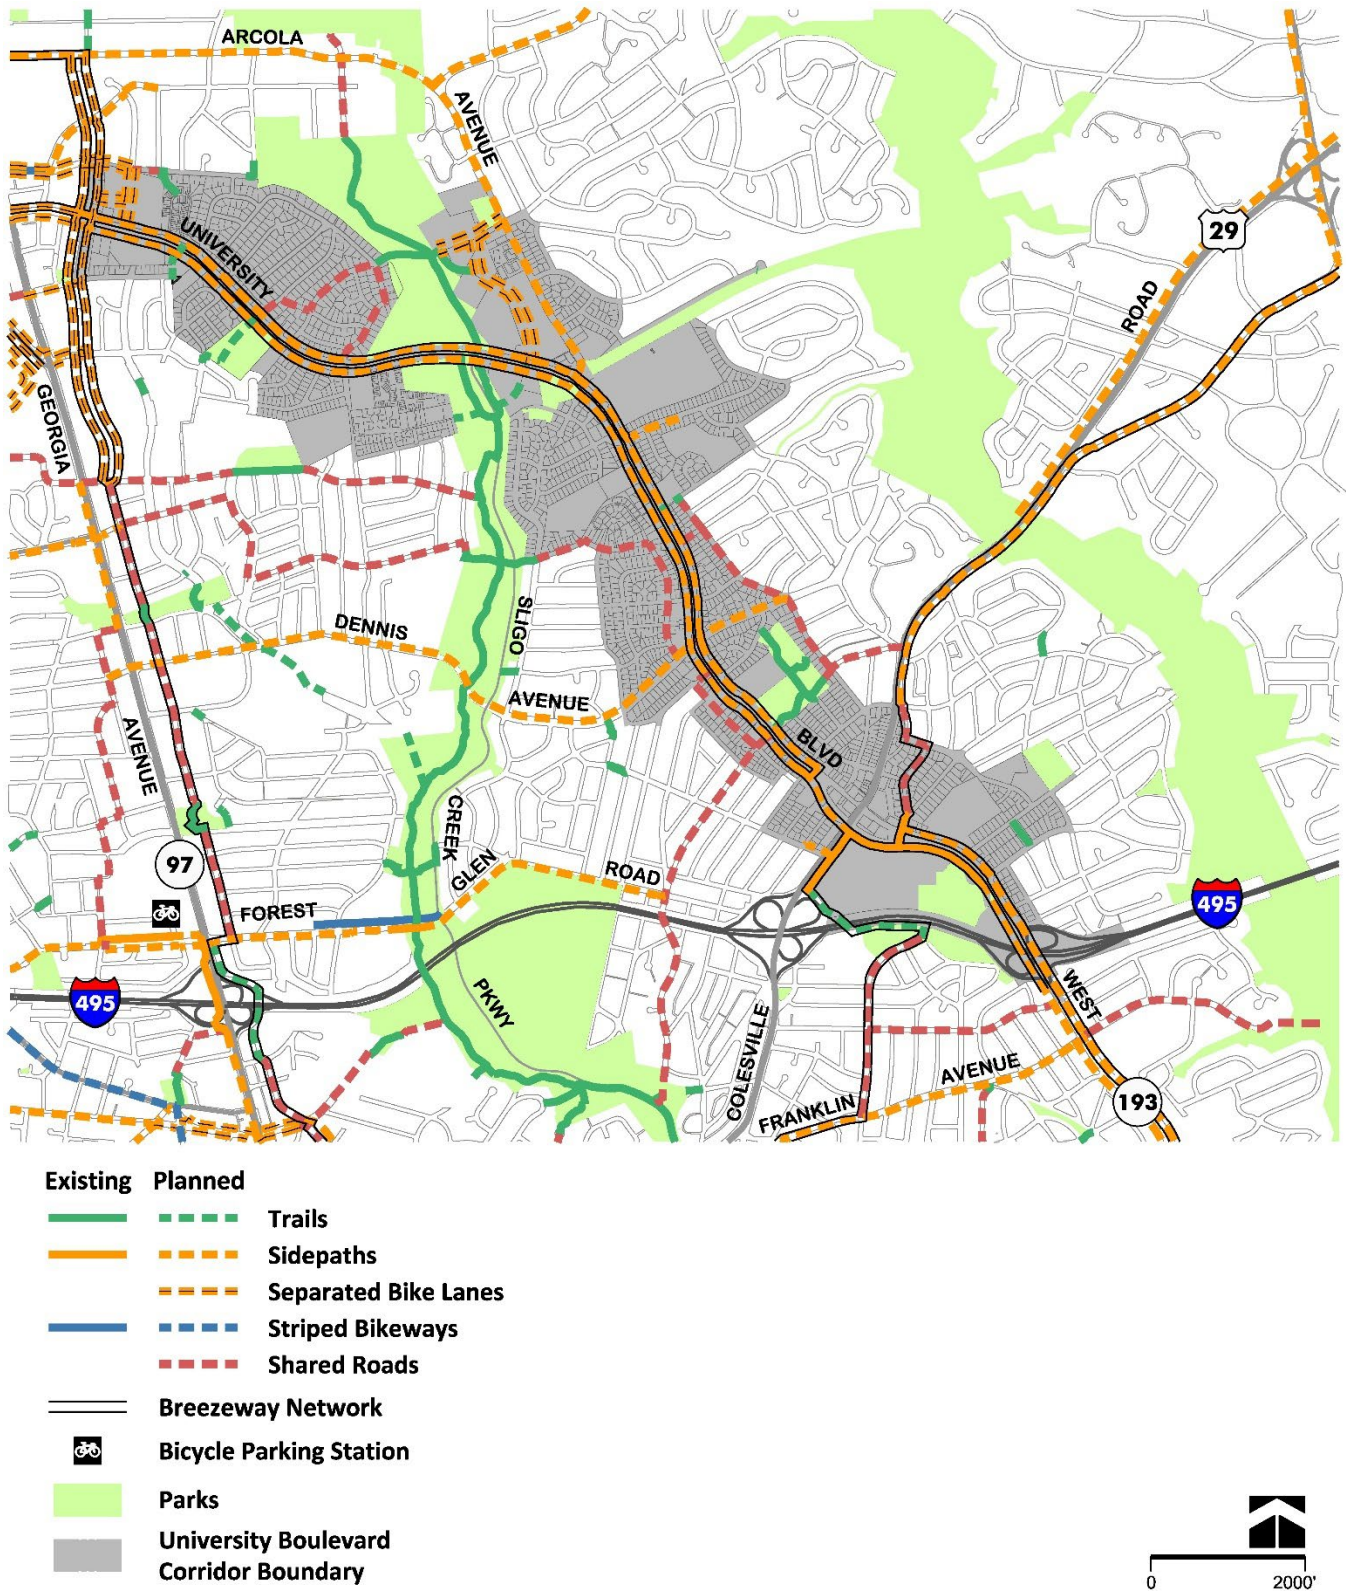 ARCOLA
AVENUE
29
UNIVERSITY
ROAD
GEORGIA
SLIGO
DENNIS
AVENUE
AVENUE
BLVD
CREEK
97
GLEN
ROAD
495
FOREST
495
PKWY
WEST
COLESVILLE
AVENUE
FRANKLIN
193
Existing Planned
Trails
Sidepaths
Separated Bike Lanes
Striped Bikeways
Shared Roads
Breezeway Network
Bicycle Parking Station
Parks
University Boulevard
Corridor Boundary
0 2000'